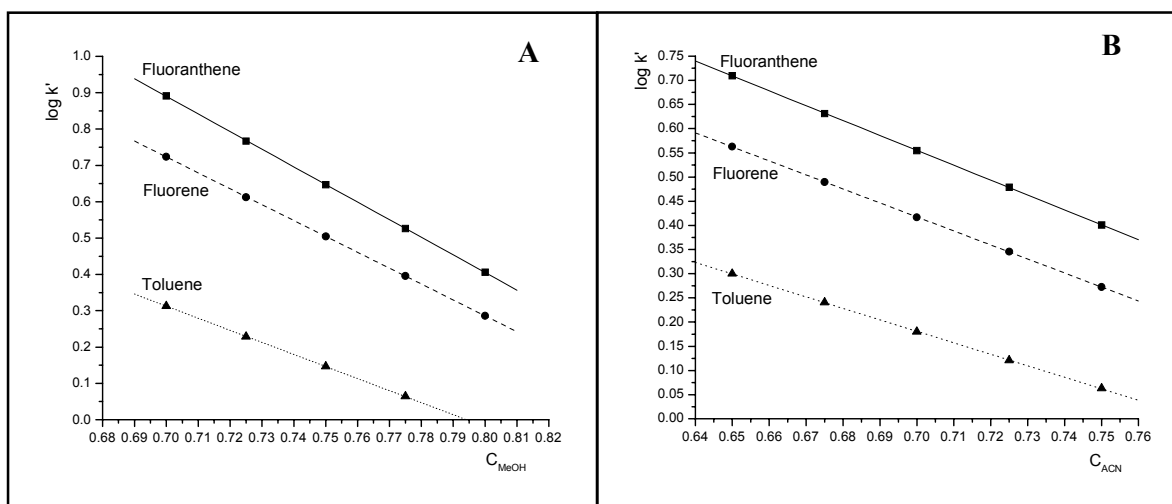 A
log k'
1.0
0.9
0.8
0.7
0.6
0.5
0.4
0.3
0.2
0.1
0.0
Fluoranthene
Fluorene
Toluene
0.68 0.69 0.70 0.71 0.72 0.73 0.74 0.75 0.76 0.77 0.78 0.79 0.80 0.81 0.82
C MeOH
B
log k'
0.75
0.70
0.65
0.60
0.55
0.50
0.45
0.40
0.35
0.30
0.25
0.20
0.15
0.10
0.05
0.00
Fluoranthene
Fluorene
Toluene
0.64 0.65 0.66 0.67 0.68 0.69 0.70 0.71 0.72 0.73 0.74 0.75 0.76
C ACN